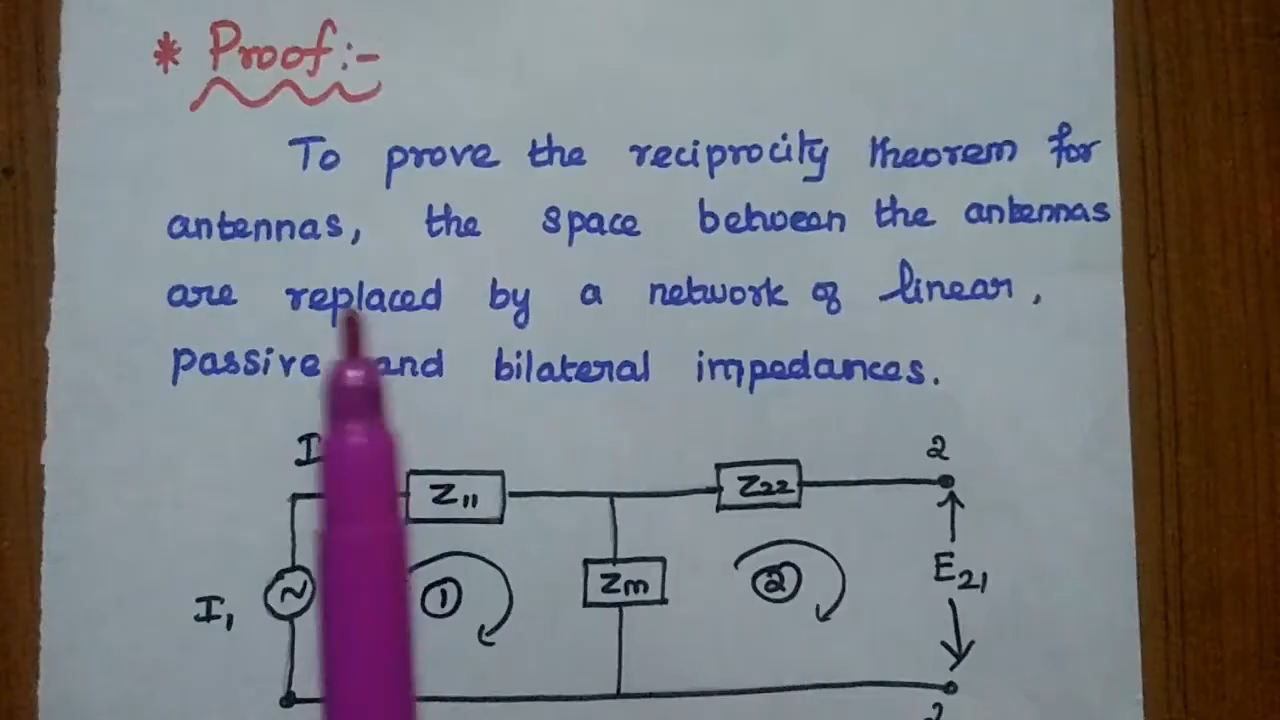 * Proof:-
To prove the reciprocity theorem for
antennas, the space between the antennas
are replaced by a network of linear,
passive and bilateral impedances.
2
Z11
Z22
I1
~
1
Zm
2
E21